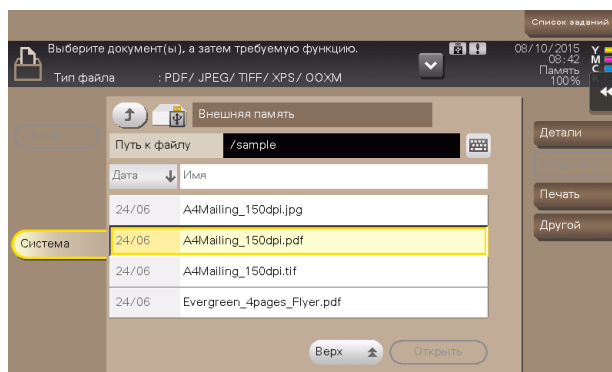 Список заданий
Выберите документ(ы), а затем требуемую функцию.
Тип файла : PDF/ JPEG/ TIFF/ XPS/ OOXM
08/10/2015
08:42
Память
100%
Y
M
C
K
Внешняя память
Путь к файлу /sample
Дата Имя
24/06 A4Mailing_150dpi.jpg
24/06 A4Mailing_150dpi.pdf
24/06 A4Mailing_150dpi.tif
24/06 Evergreen_4pages_Flyer.pdf
Система
Детали
Печать
Другой
Верх Открыть